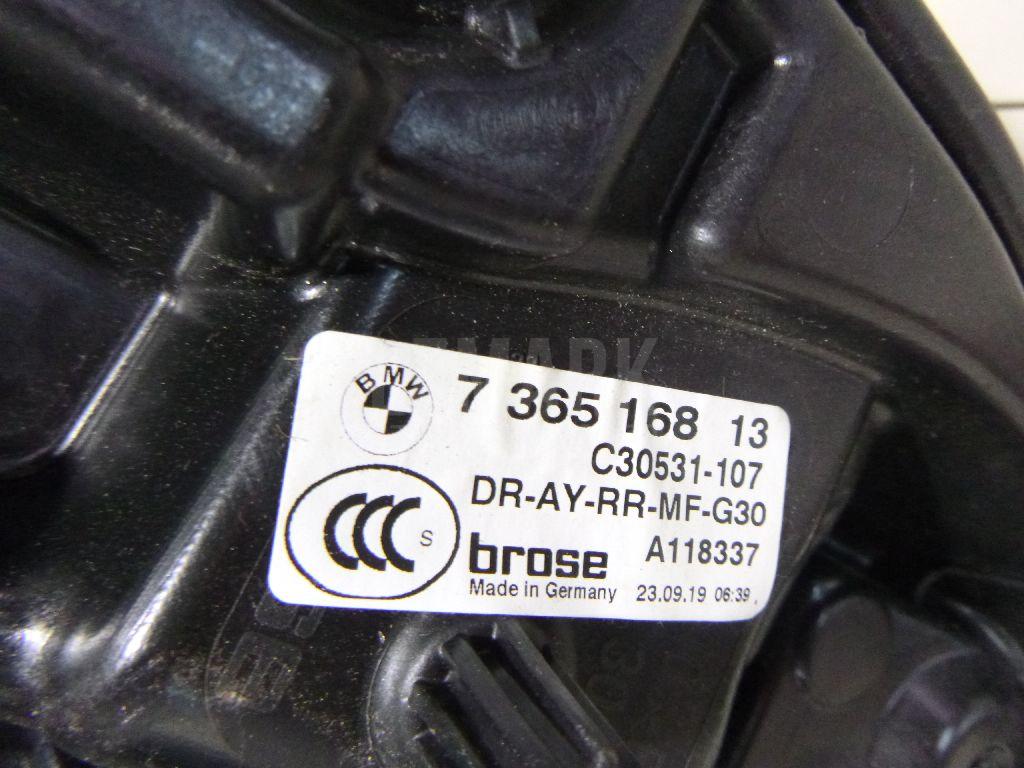 BMW 7 365 168 13
C30531-107
DR-AY-RR-MF-G30
CCC S
brose A118337
Made in Germany 23.09.19 06:39